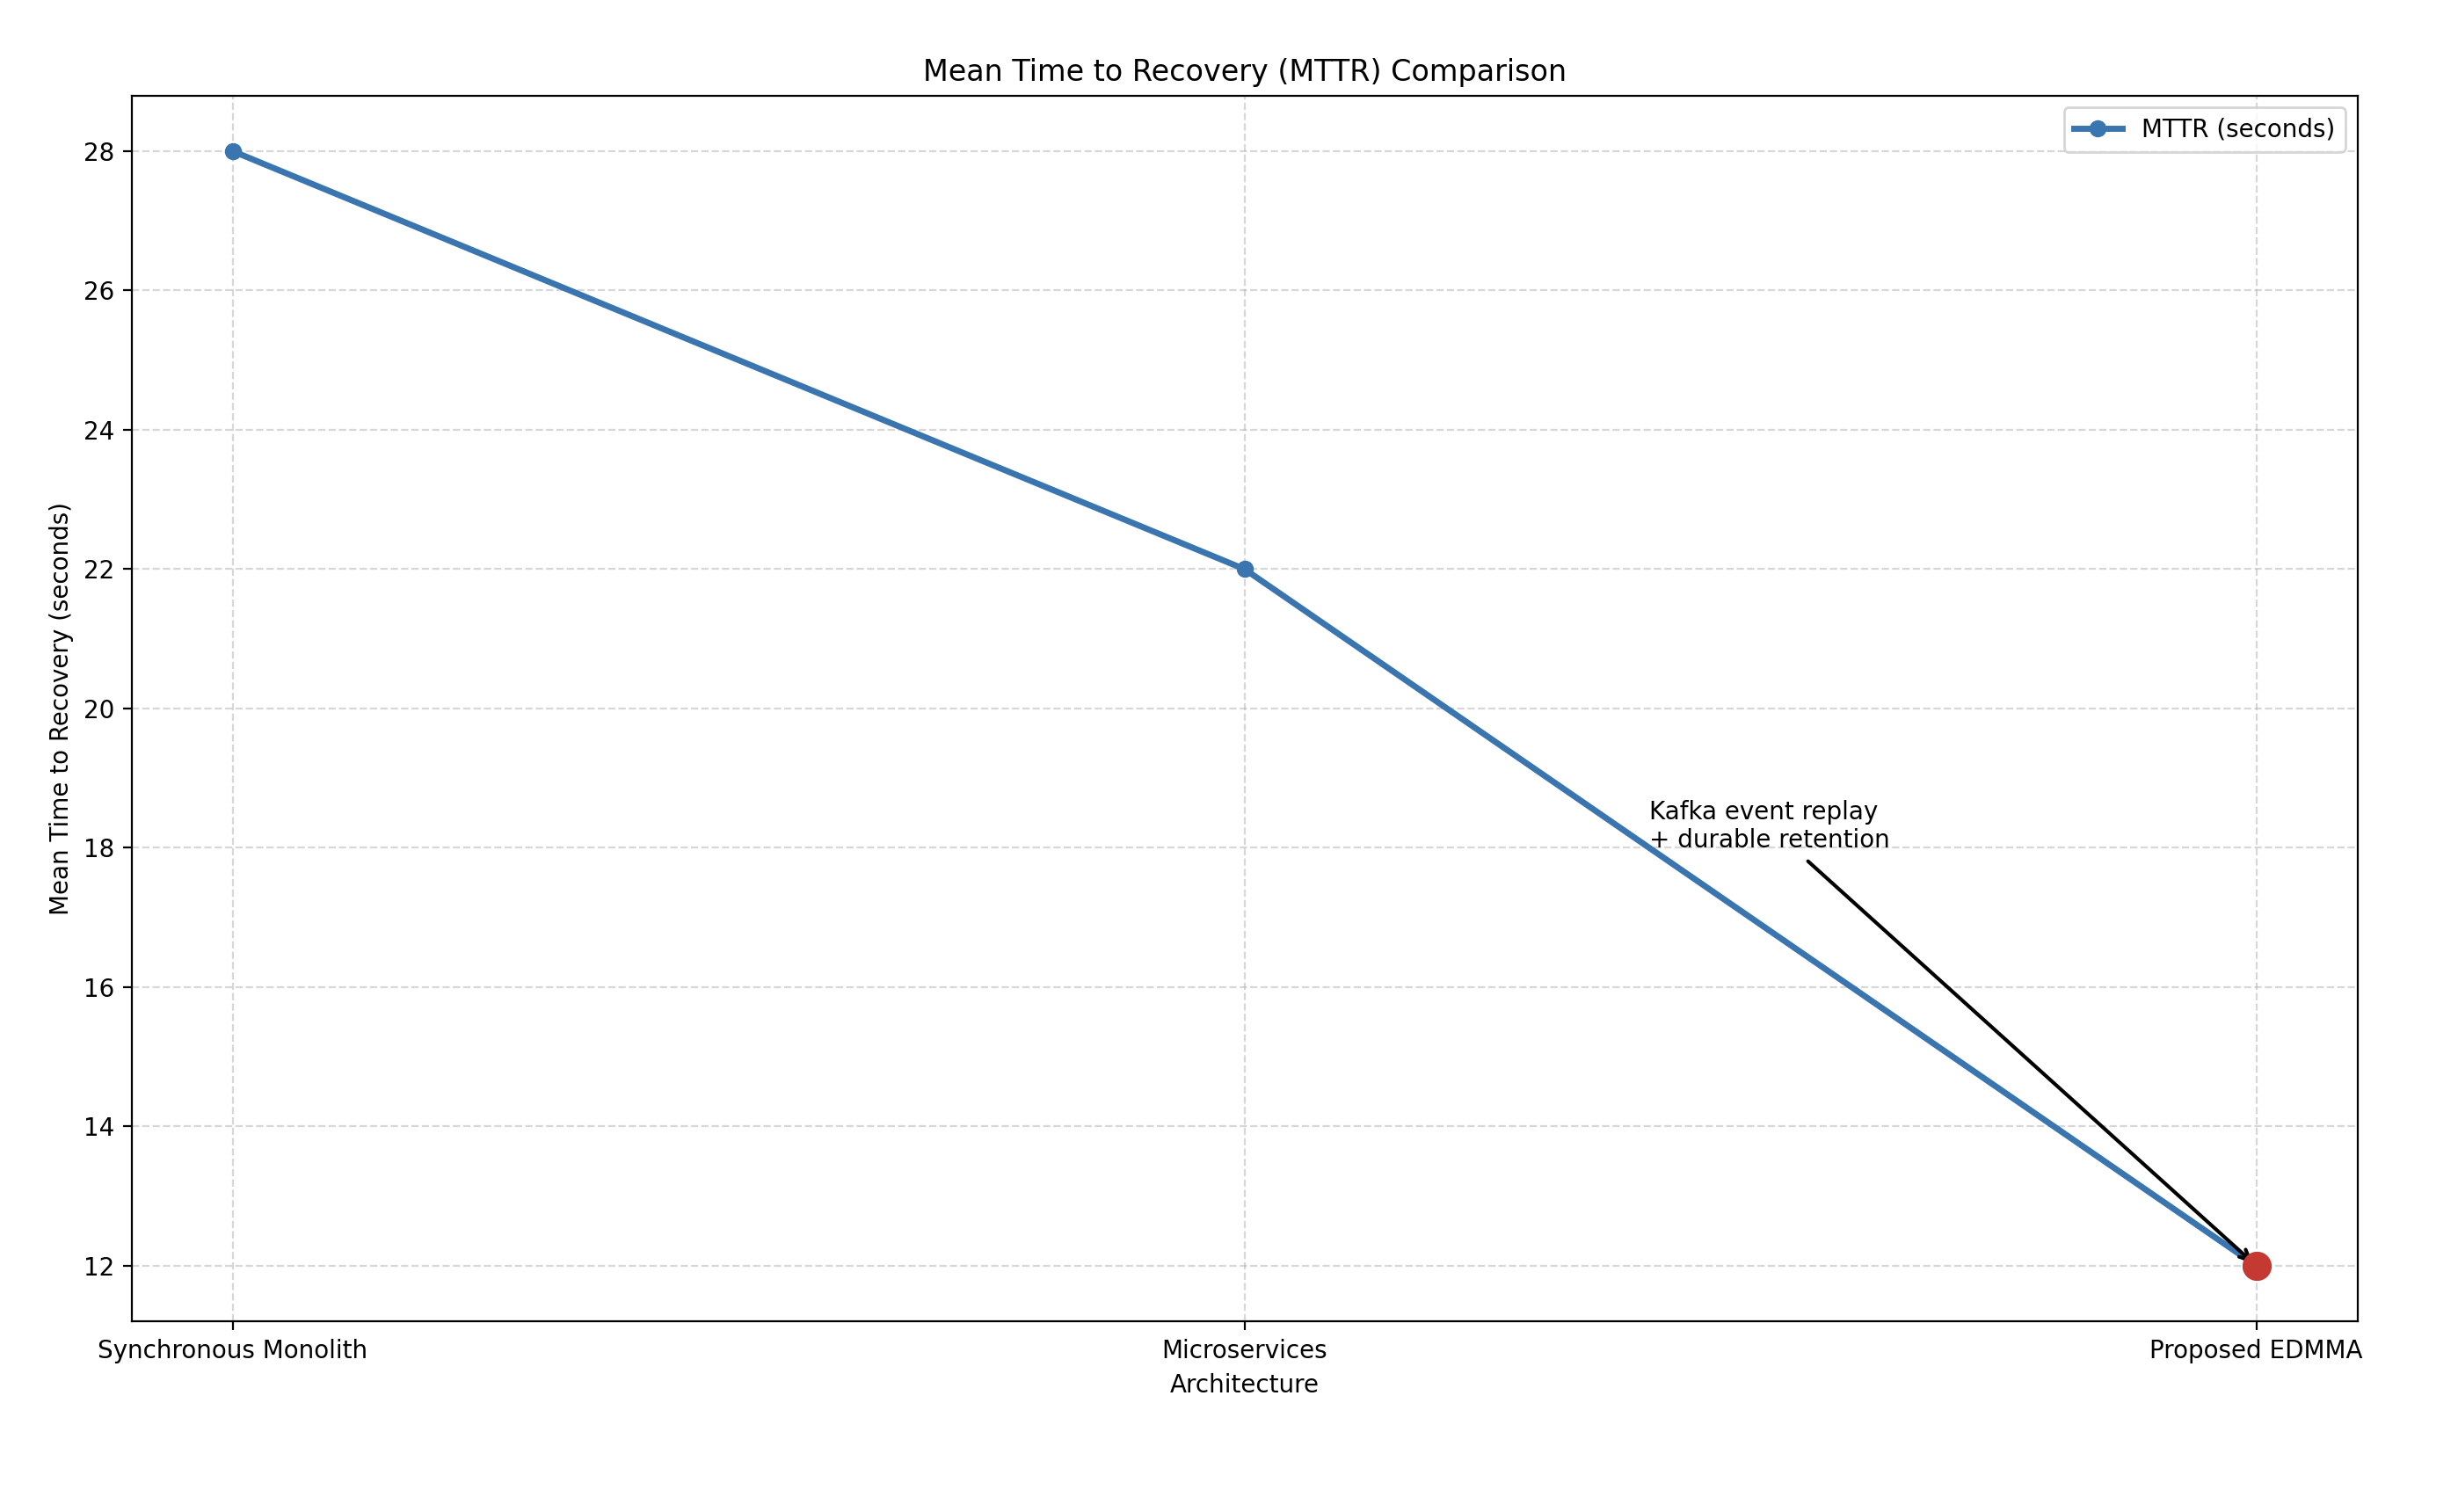 Mean Time to Recovery (MTTR) Comparison
MTTR (seconds)
Mean Time to Recovery (seconds)
28
26
24
22
20
18
16
14
12
Kafka event replay
+ durable retention
Synchronous Monolith
Microservices
Proposed EDMMA
Architecture